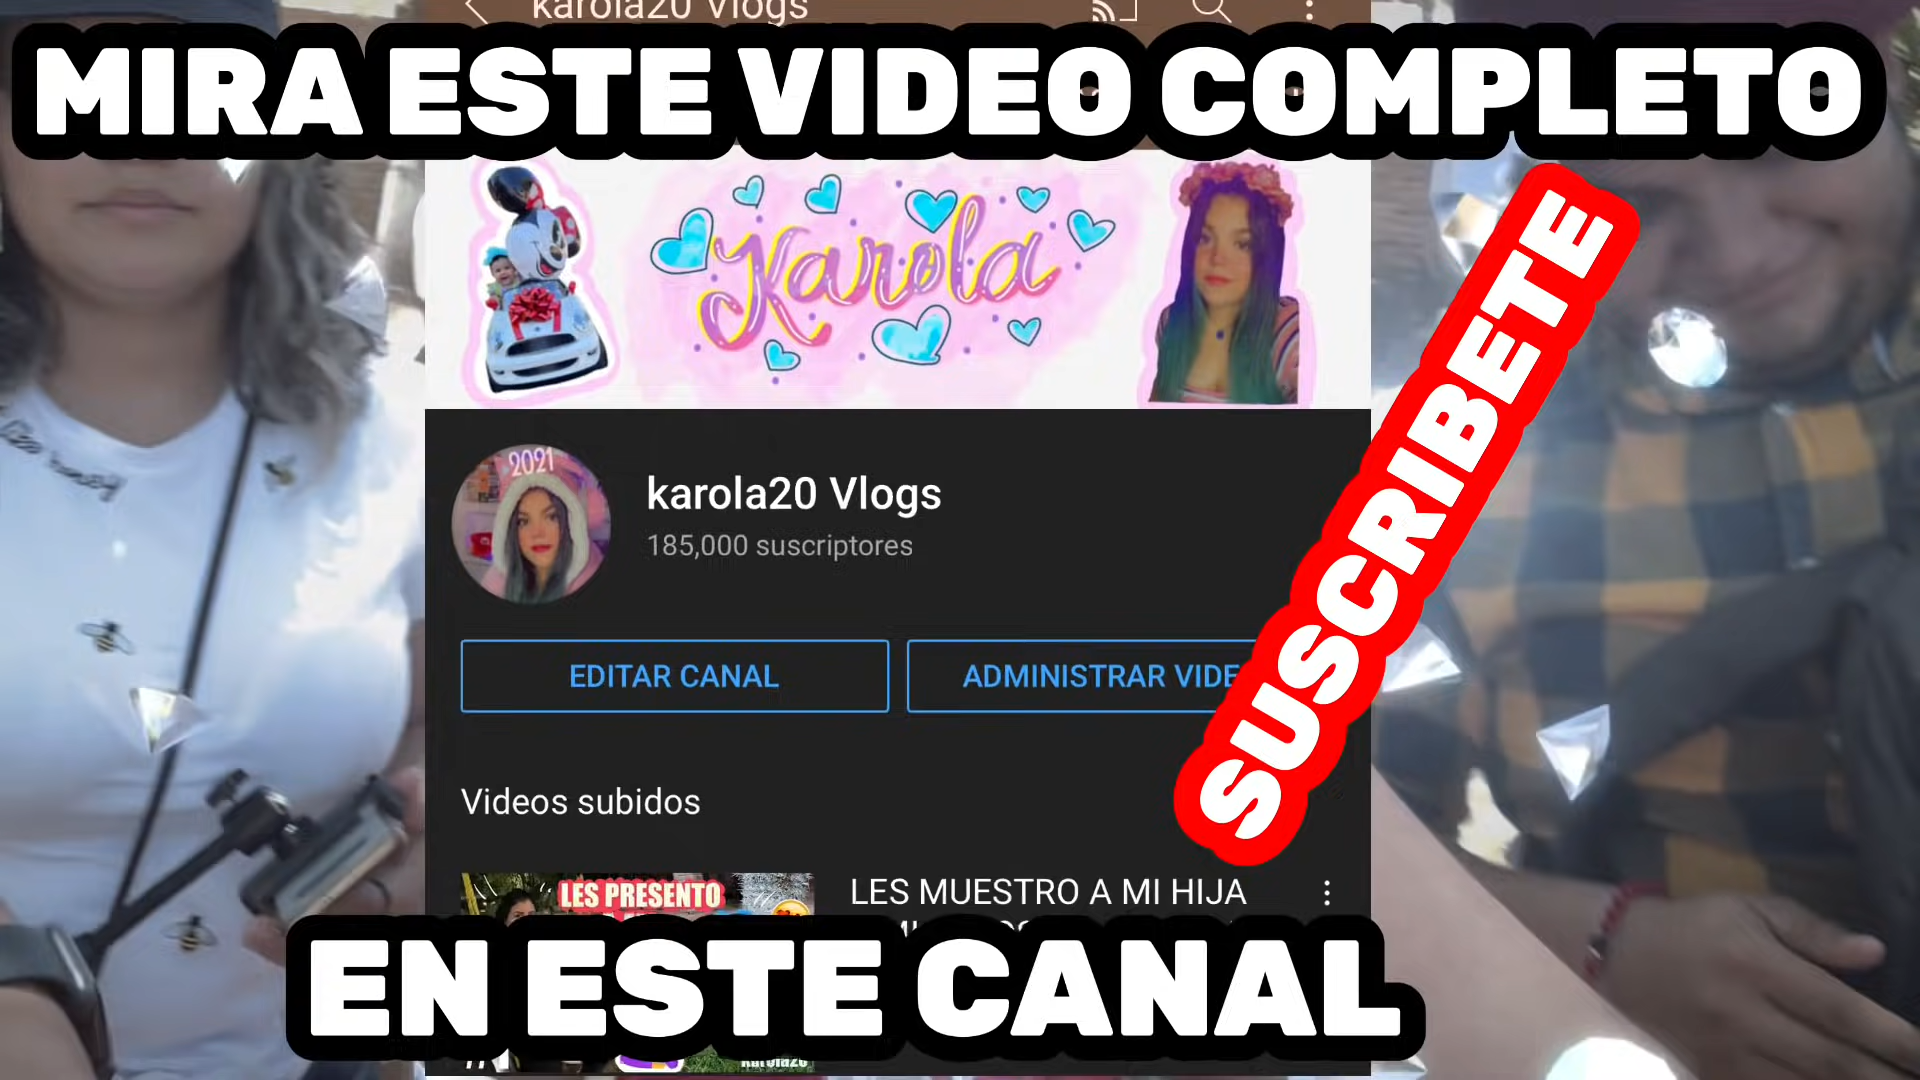 karola20 Vlogs
MIRA ESTE VIDEO COMPLETO
Karola
2021
karola20 Vlogs
185,000 suscriptores
EDITAR CANAL
ADMINISTRAR VIDE
SUSCRIBETE
Videos subidos
LES PRESENTO
LES MUESTRO A MI HIJA
EN ESTE CANAL
karola20